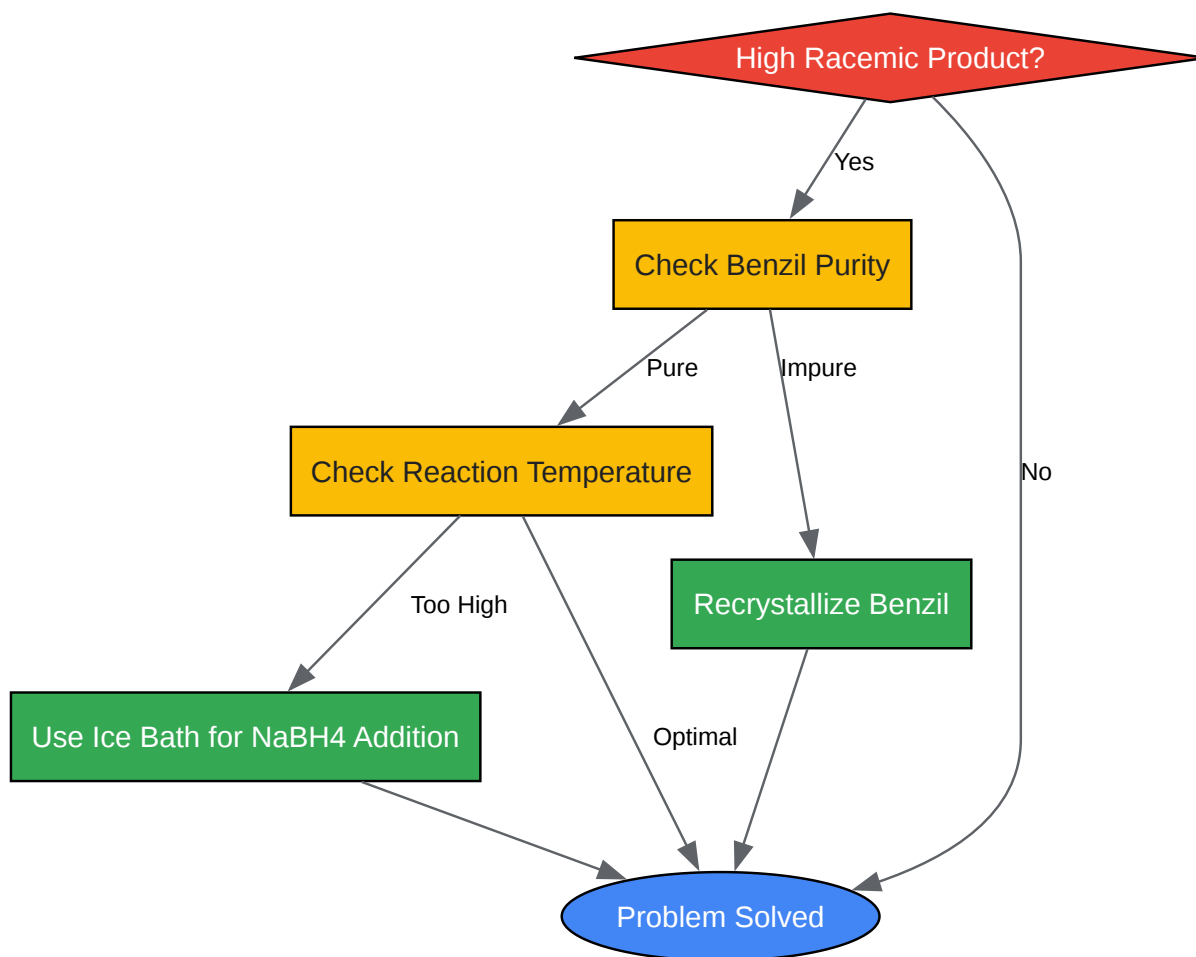 High Racemic Product?
Yes
Check Benzil Purity
Pure
Impure
Check Reaction Temperature
No
Too High
Recrystallize Benzil
Use Ice Bath for NaBH4 Addition
Optimal
Problem Solved